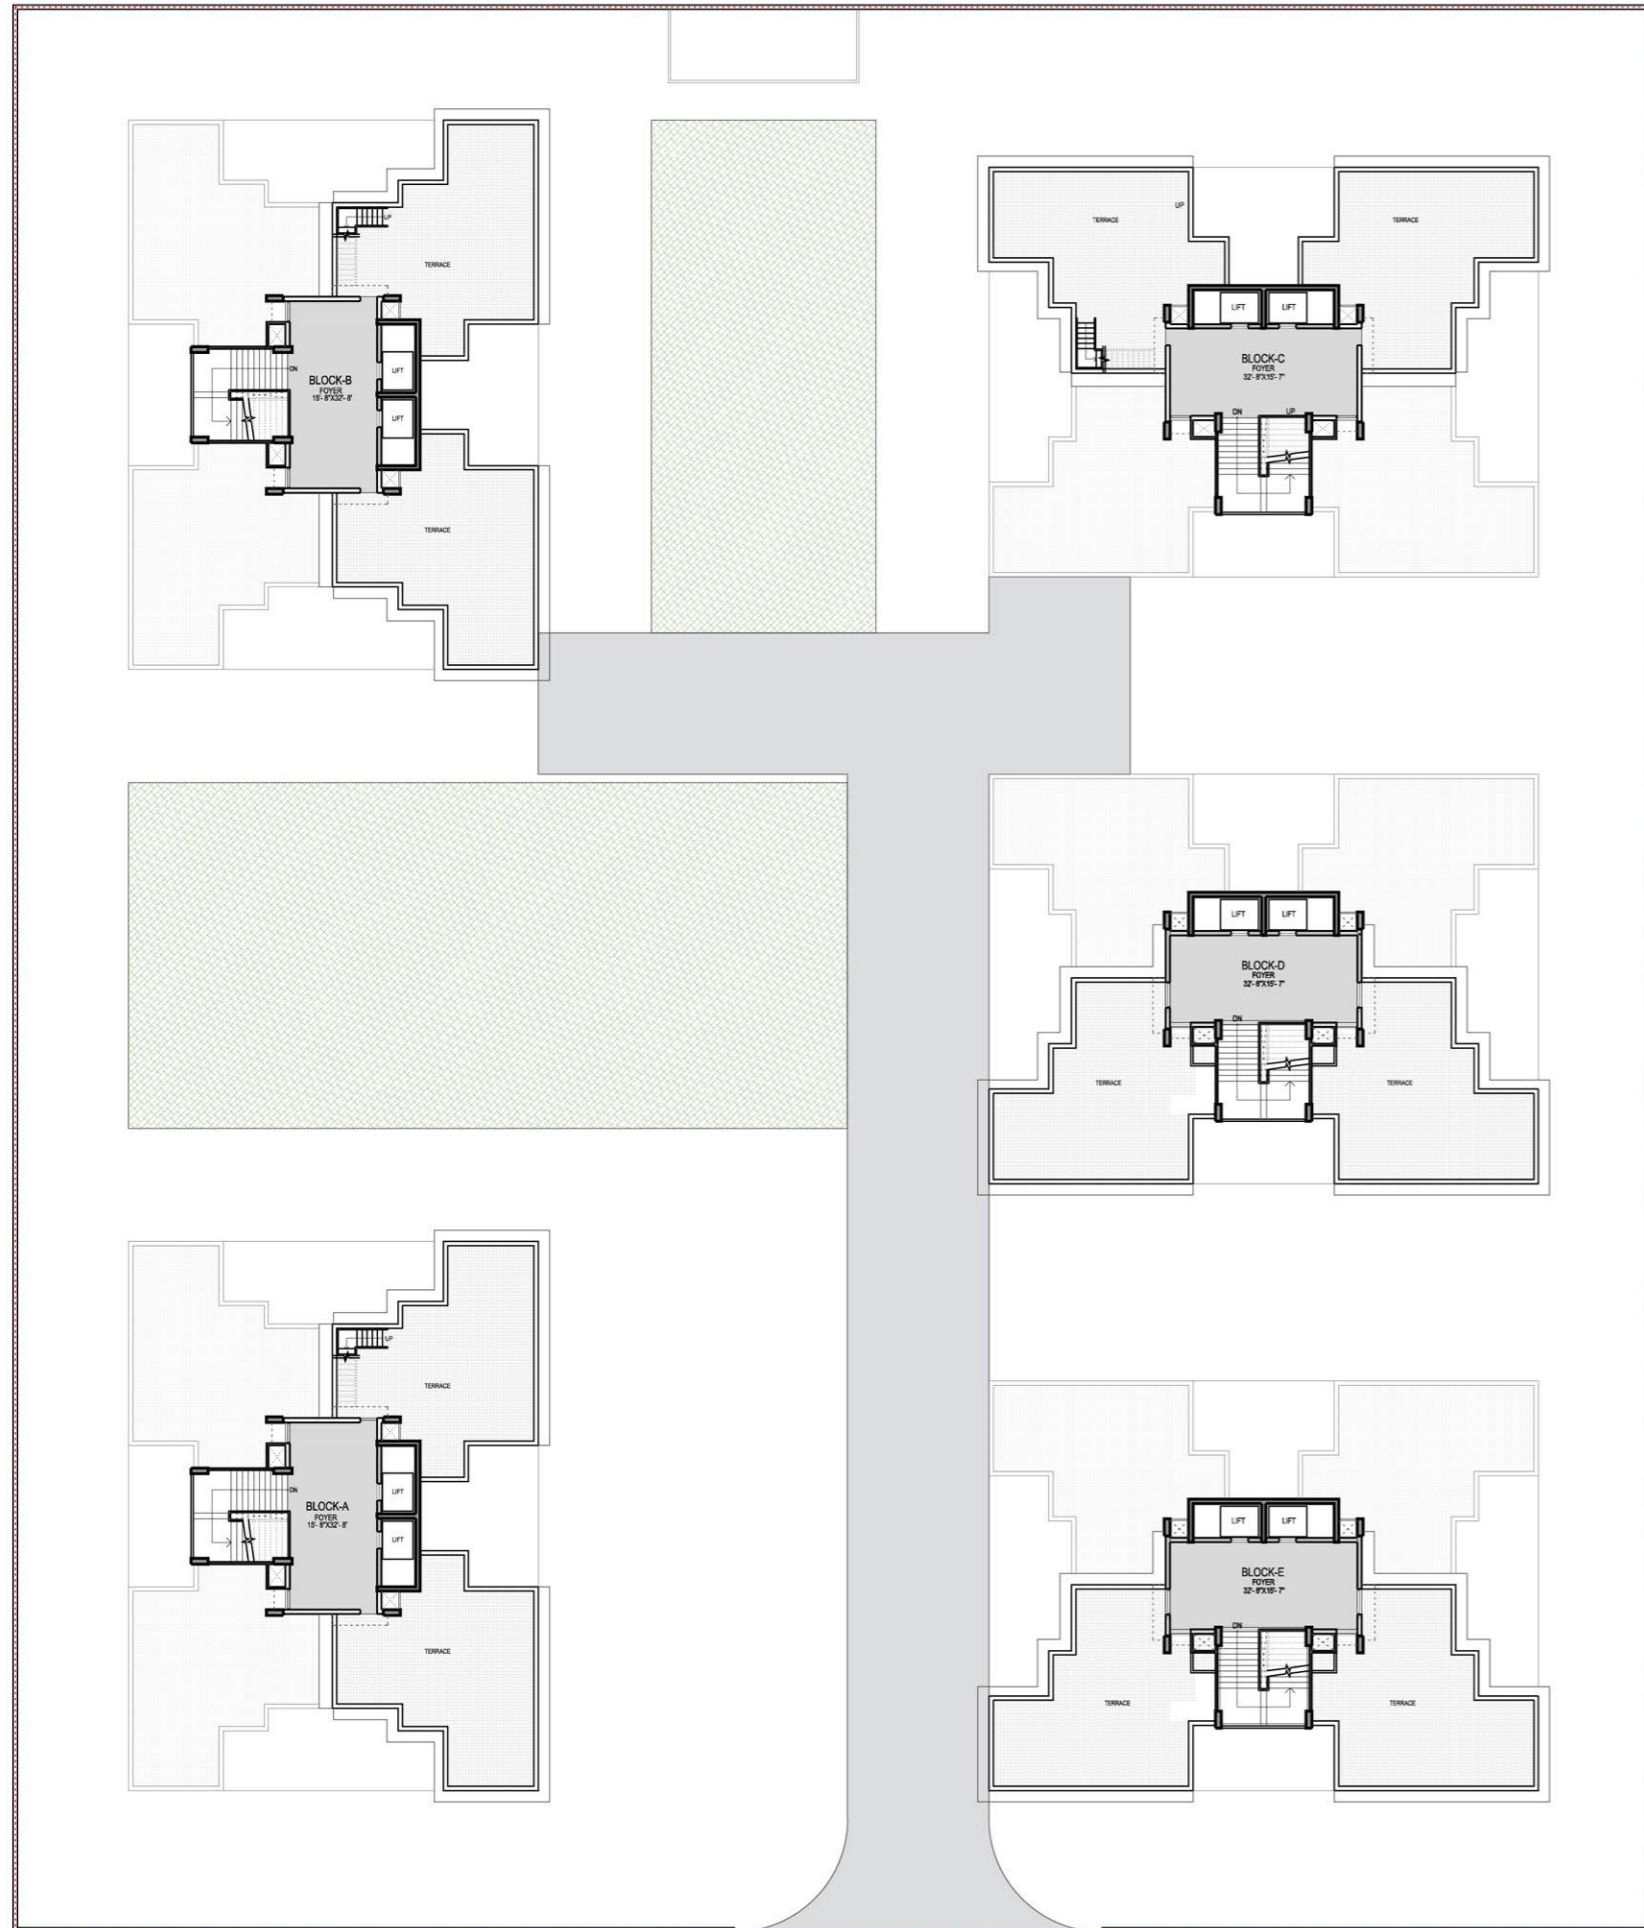 UP
TERRACE
LIFT
DN
BLOCK-B
FOYER
15'- 8"X32'- 8'
LIFT
TERRACE
TERRACE
UP
TERRACE
LIFT
LIFT
BLOCK-C
FOYER
32'- 8"X15'- 7"
DN
UP
LIFT
LIFT
BLOCK-D
FOYER
32'- 8"X15'- 7"
DN
TERRACE
TERRACE
UP
TERRACE
DN
LIFT
BLOCK-A
FOYER
15'- 8"X32'- 8'
LIFT
TERRACE
LIFT
LIFT
BLOCK-E
FOYER
32'- 8"X15'- 7"
DN
TERRACE
TERRACE